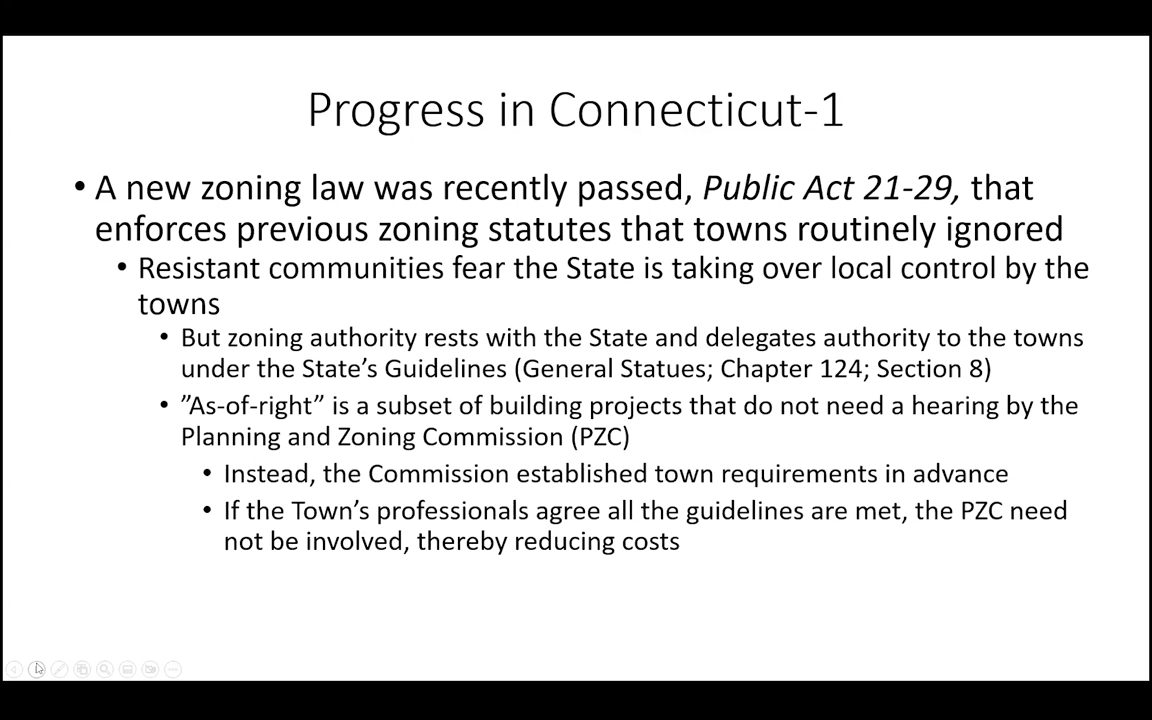 Progress in Connecticut-1
• A new zoning law was recently passed, Public Act 21-29, that
enforces previous zoning statutes that towns routinely ignored
• Resistant communities fear the State is taking over local control by the
towns
• But zoning authority rests with the State and delegates authority to the towns
under the State’s Guidelines (General Statues; Chapter 124; Section 8)
• ”As-of-right” is a subset of building projects that do not need a hearing by the
Planning and Zoning Commission (PZC)
• Instead, the Commission established town requirements in advance
• If the Town’s professionals agree all the guidelines are met, the PZC need
not be involved, thereby reducing costs